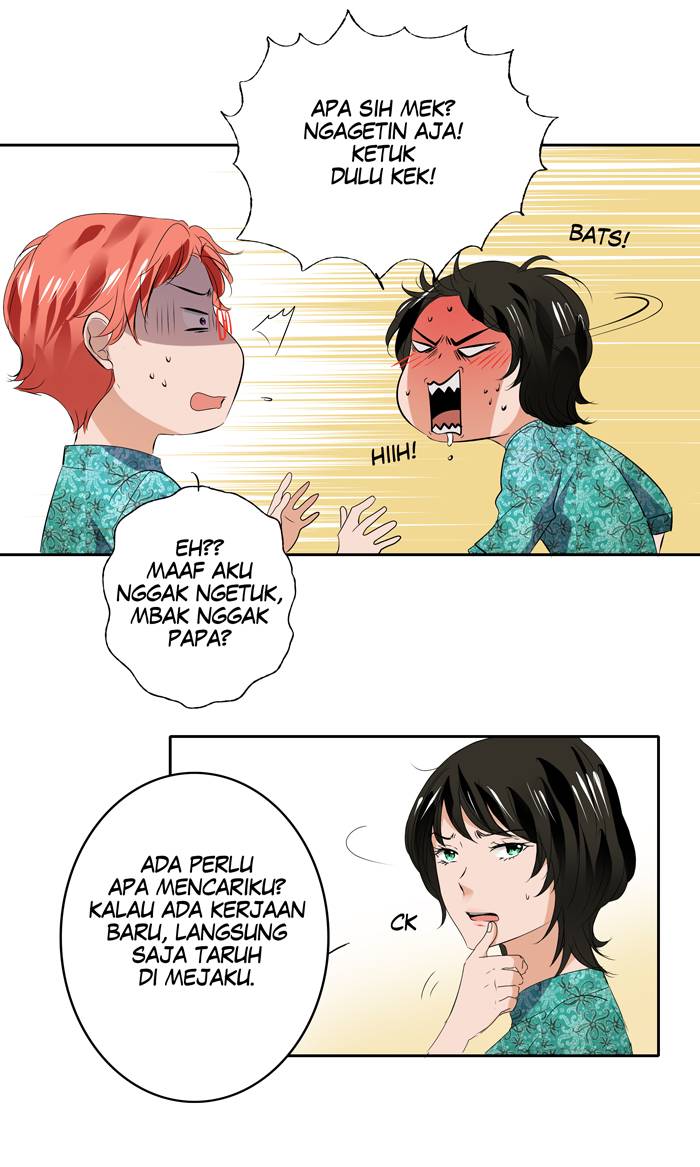 APA SIH MEK?
NGAGETIN AJA!
KETUK
DULU KEK!
BATS!
HIIH!
EH??
MAAF AKU
NGGAK NGETUK,
MBAK NGGAK
PAPA?
ADA PERLU
APA MENCARIKU?
KALAU ADA KERJAAN
BARU, LANGSUNG
SAJA TARUH
DI MEJAKU.
CK